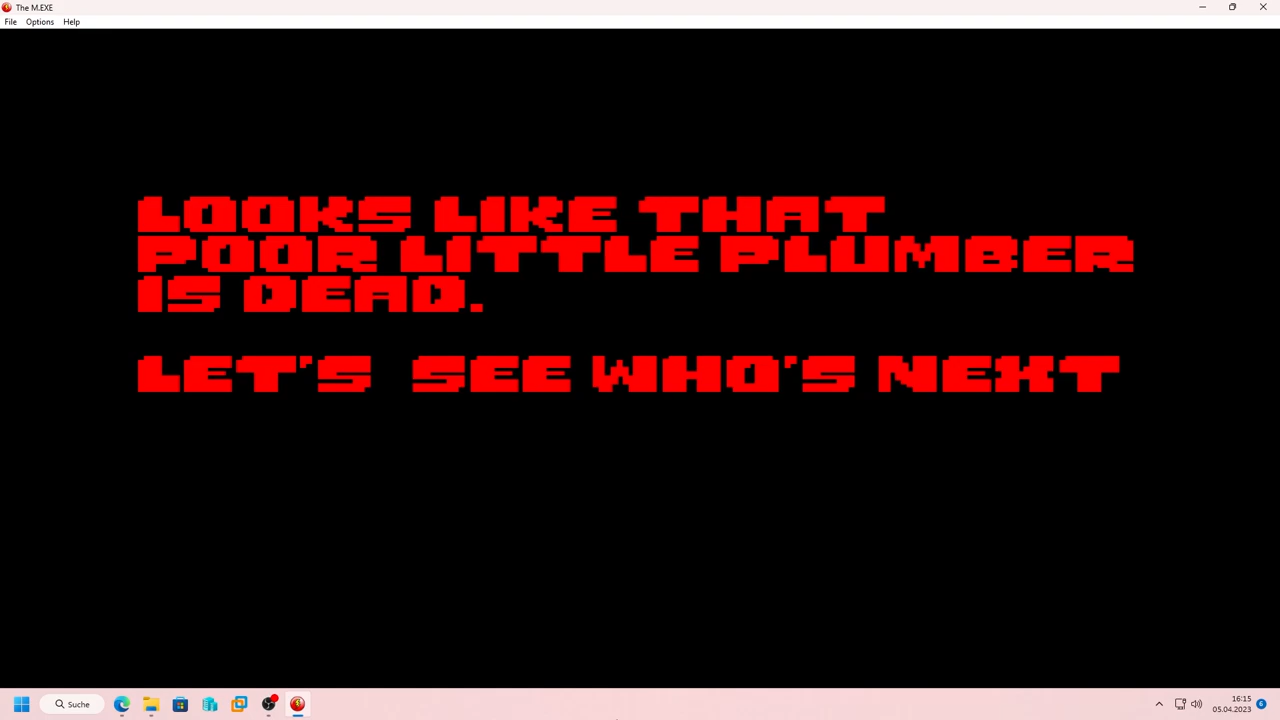 The M.EXE
File Options Help
LOOKS LIKE THAT
POOR LITTLE PLUMBER
IS DEAD.
LET'S SEE WHO'S NEXT
Suche
16:15
05.04.2023
6